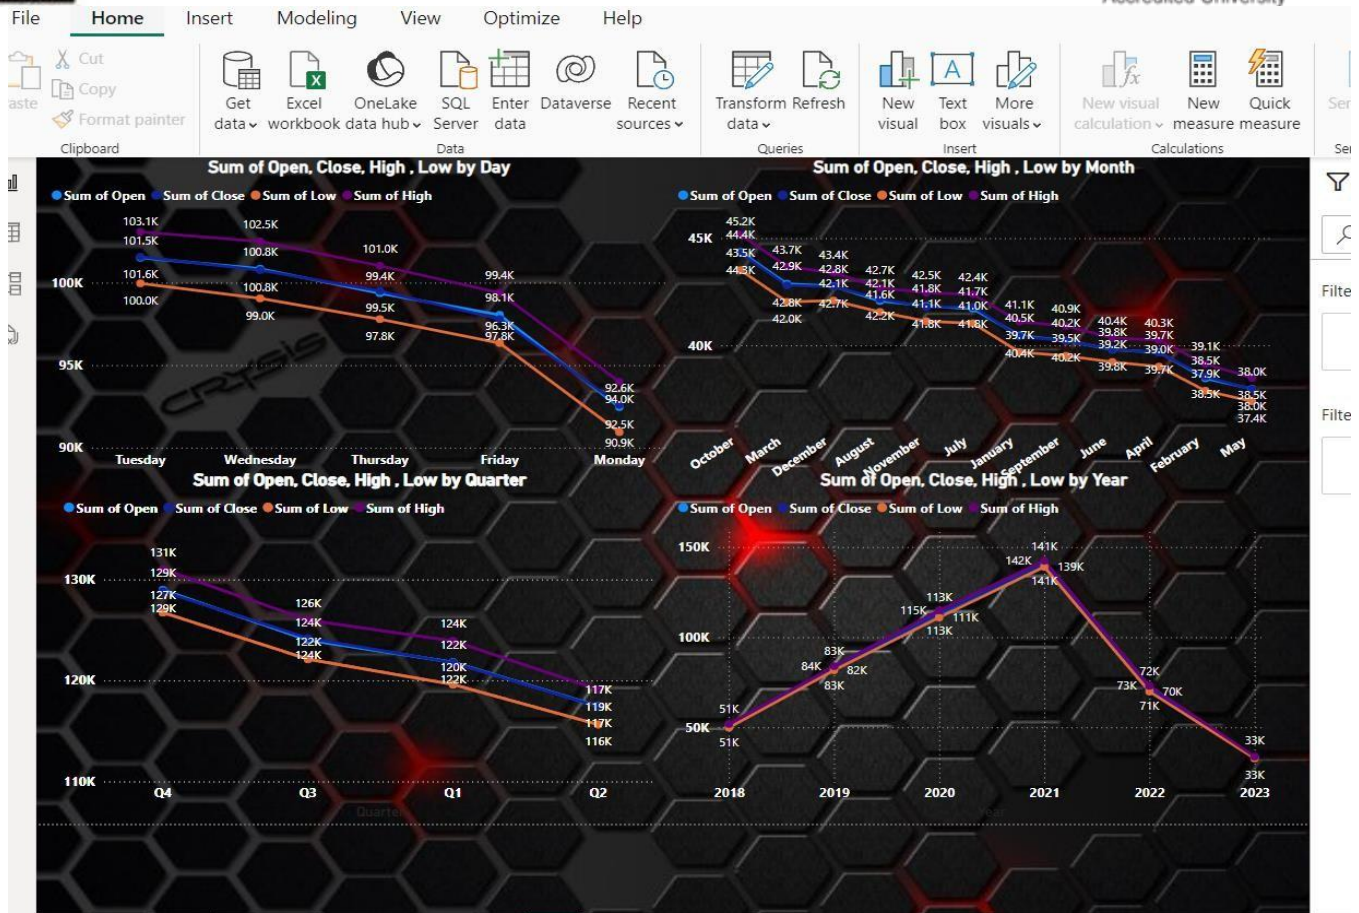 Accredited University
File Home Insert Modeling View Optimize Help
Cut
Copy
Format painter
Clipboard
Get data
Excel workbook
OneLake data hub
SQL Server
Enter data
Dataverse
Recent sources
Data
Transform data
Refresh
Queries
New visual
Text box
More visuals
Insert
New visual calculation
New measure
Quick measure
Calculations
Sum of Open, Close, High , Low by Day
Sum of Open Sum of Close Sum of Low Sum of High
103.1K
101.5K
101.6K
100.0K
102.5K
100.8K
100.8K
99.0K
101.0K
99.4K
99.5K
97.8K
99.4K
98.1K
96.3K
97.8K
92.6K
94.0K
92.5K
90.9K
100K
95K
90K
Tuesday Wednesday Thursday Friday Monday
CRYSIS
Sum of Open, Close, High , Low by Month
Sum of Open Sum of Close Sum of Low Sum of High
45K
40K
45.2K
44.4K
43.5K
44.3K
43.7K
42.9K
42.8K
42.0K
43.4K
42.8K
42.1K
42.7K
42.7K
42.1K
41.6K
42.2K
42.5K
41.8K
41.1K
41.8K
42.4K
41.7K
41.0K
41.8K
41.1K
40.5K
39.7K
40.4K
40.9K
40.2K
39.5K
40.2K
40.4K
39.8K
39.2K
39.8K
40.3K
39.7K
39.0K
39.7K
39.1K
38.5K
37.9K
38.5K
38.0K
38.5K
38.0K
37.4K
October March December August November July January September June April February May
Sum of Open, Close, High , Low by Quarter
Sum of Open Sum of Close Sum of Low Sum of High
130K
120K
110K
131K
129K
127K
129K
126K
124K
122K
124K
124K
122K
120K
122K
117K
119K
117K
116K
Q4 Q3 Q1 Q2
Quarter
Sum of Open, Close, High , Low by Year
Sum of Open Sum of Close Sum of Low Sum of High
150K
100K
50K
51K
51K
83K
84K
82K
83K
113K
115K
111K
113K
141K
142K
139K
141K
72K
73K
70K
71K
33K
33K
2018 2019 2020 2021 2022 2023